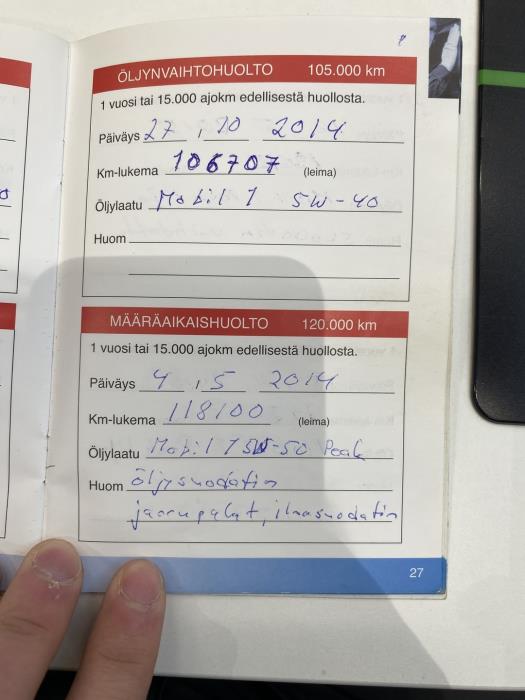 ÖLJYNVAIHTOHUOLTO 105.000 km
1 vuosi tai 15.000 ajokm edellisestä huollosta.
Päiväys 27 , 10 2014
Km-lukema 106707 (leima)
Öljylaatu Mobil 1 5W-40
Huom
MÄÄRÄAIKAISHUOLTO 120.000 km
1 vuosi tai 15.000 ajokm edellisestä huollosta.
Päiväys 4 , 5 2014
Km-lukema 118100 (leima)
Öljylaatu Mobil 1 5W-50 Peak
Huom öljysuodatin
jarrupalat, ilmasuodatin
27